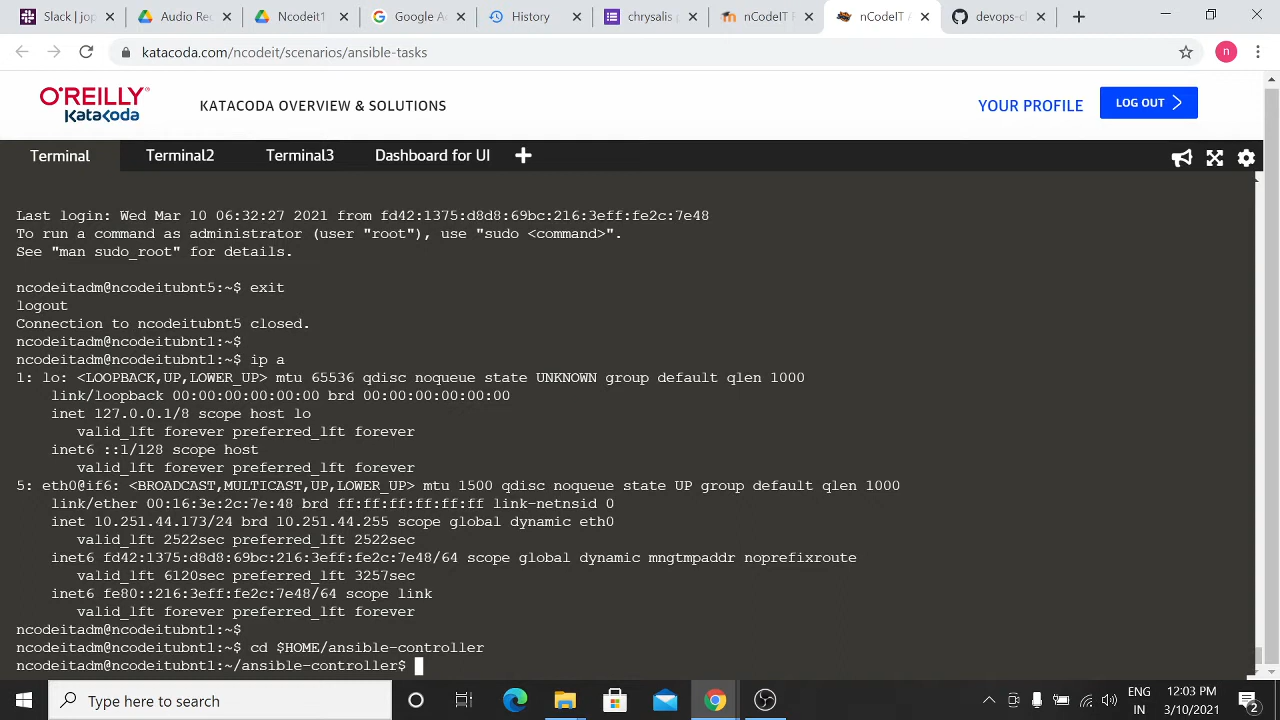 Slack | jo
Audio Rec
Ncodeit1
Google A
History
chrysalis p
nCodeIT F
nCodeIT A
devops-cl
katacoda.com/ncodeit/scenarios/ansible-tasks
n
O'REILLY
Katacoda
KATACODA OVERVIEW & SOLUTIONS
YOUR PROFILE
LOG OUT
Terminal
Terminal2
Terminal3
Dashboard for UI
Last login: Wed Mar 10 06:32:27 2021 from fd42:1375:d8d8:69bc:216:3eff:fe2c:7e48
To run a command as administrator (user "root"), use "sudo <command>".
See "man sudo_root" for details.
ncodeitadm@ncodeitubnt5:~$ exit
logout
Connection to ncodeitubnt5 closed.
ncodeitadm@ncodeitubnt1:~$
ncodeitadm@ncodeitubnt1:~$ ip a
1: lo: <LOOPBACK,UP,LOWER_UP> mtu 65536 qdisc noqueue state UNKNOWN group default qlen 1000
link/loopback 00:00:00:00:00:00 brd 00:00:00:00:00:00
inet 127.0.0.1/8 scope host lo
valid_lft forever preferred_lft forever
inet6 ::1/128 scope host
valid_lft forever preferred_lft forever
5: eth0@if6: <BROADCAST,MULTICAST,UP,LOWER_UP> mtu 1500 qdisc noqueue state UP group default qlen 1000
link/ether 00:16:3e:2c:7e:48 brd ff:ff:ff:ff:ff:ff link-netnsid 0
inet 10.251.44.173/24 brd 10.251.44.255 scope global dynamic eth0
valid_lft 2522sec preferred_lft 2522sec
inet6 fd42:1375:d8d8:69bc:216:3eff:fe2c:7e48/64 scope global dynamic mngtmpaddr noprefixroute
valid_lft 6120sec preferred_lft 3257sec
inet6 fe80::216:3eff:fe2c:7e48/64 scope link
valid_lft forever preferred_lft forever
ncodeitadm@ncodeitubnt1:~$
ncodeitadm@ncodeitubnt1:~$ cd $HOME/ansible-controller
ncodeitadm@ncodeitubnt1:~/ansible-controller$
Type here to search
ENG
IN
12:03 PM
3/10/2021
2